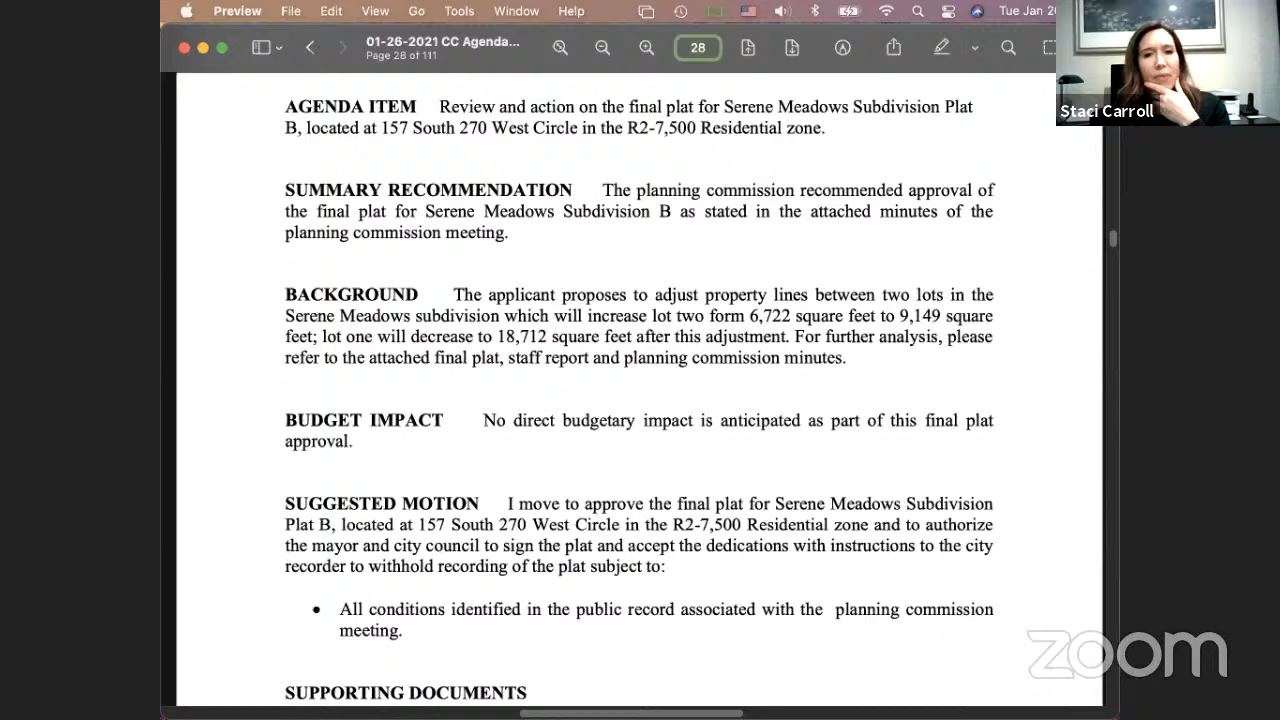 Preview File Edit View Go Tools Window Help Tue Jan 26
01-26-2021 CC Agenda...
Page 28 of 111
28
Staci Carroll
AGENDA ITEM Review and action on the final plat for Serene Meadows Subdivision Plat
B, located at 157 South 270 West Circle in the R2-7,500 Residential zone.
SUMMARY RECOMMENDATION The planning commission recommended approval of
the final plat for Serene Meadows Subdivision B as stated in the attached minutes of the
planning commission meeting.
BACKGROUND The applicant proposes to adjust property lines between two lots in the
Serene Meadows subdivision which will increase lot two form 6,722 square feet to 9,149 square
feet; lot one will decrease to 18,712 square feet after this adjustment. For further analysis, please
refer to the attached final plat, staff report and planning commission minutes.
BUDGET IMPACT No direct budgetary impact is anticipated as part of this final plat
approval.
SUGGESTED MOTION I move to approve the final plat for Serene Meadows Subdivision
Plat B, located at 157 South 270 West Circle in the R2-7,500 Residential zone and to authorize
the mayor and city council to sign the plat and accept the dedications with instructions to the city
recorder to withhold recording of the plat subject to:
• All conditions identified in the public record associated with the planning commission
meeting.
SUPPORTING DOCUMENTS
zoom